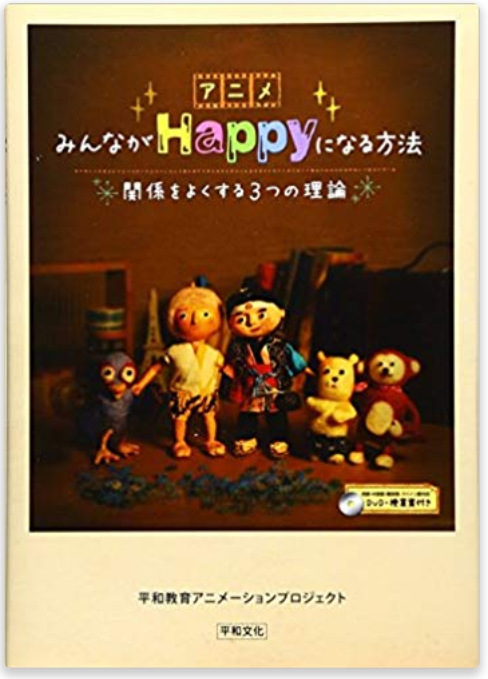 アニメ
みんながHappyになる方法
関係をよくする3つの理論
DVD・授業案付き
平和教育アニメーションプロジェクト
平和文化